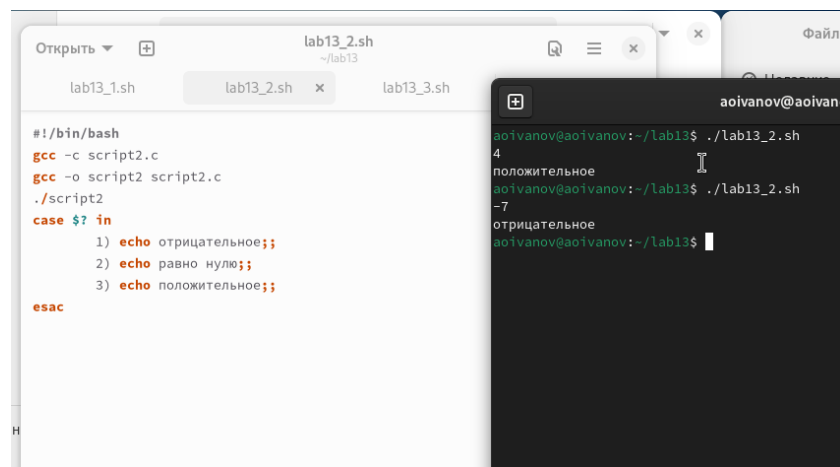 Открыть
lab13_2.sh
~/lab13
lab13_1.sh
lab13_2.sh
lab13_3.sh
#!/bin/bash
gcc -c script2.c
gcc -o script2 script2.c
./script2
case $? in
1) echo отрицательное;;
2) echo равно нулю;;
3) echo положительное;;
esac
Файл
aoivanov@aoivan
aoivanov@aoivanov:~/lab13$ ./lab13_2.sh
4
положительное
aoivanov@aoivanov:~/lab13$ ./lab13_2.sh
-7
отрицательное
aoivanov@aoivanov:~/lab13$